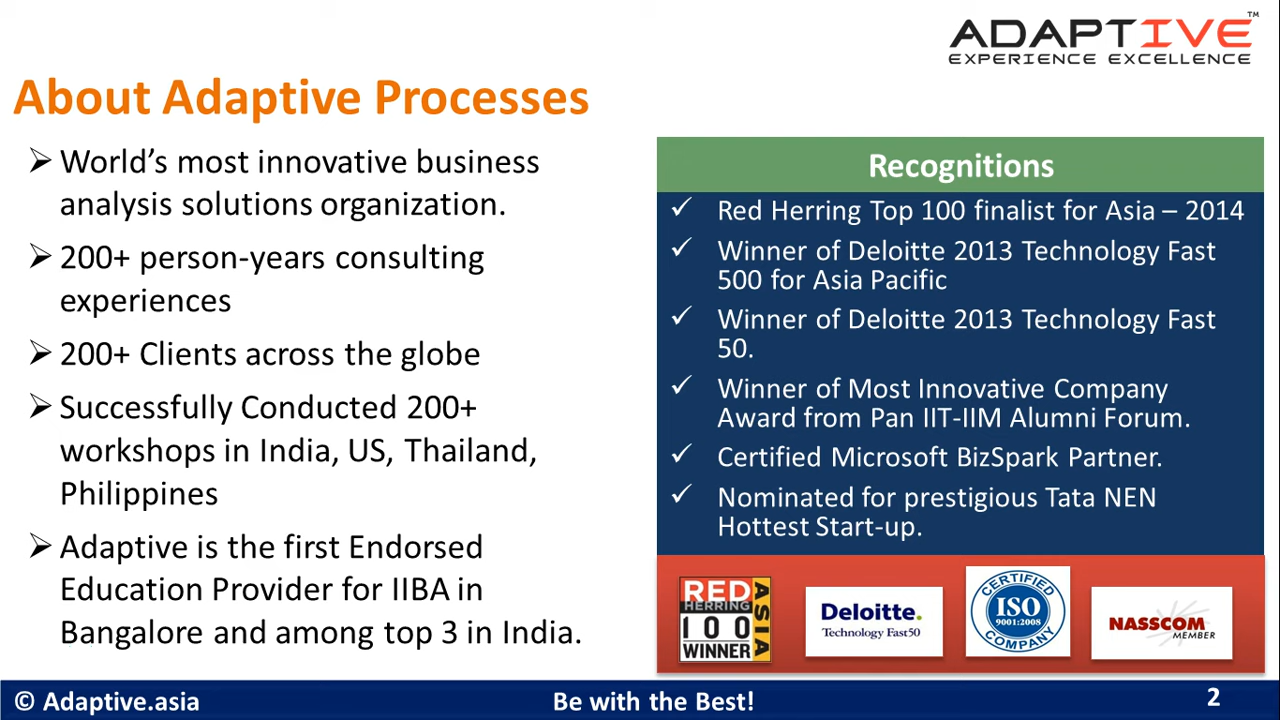 ADAPTIVE™
EXPERIENCE EXCELLENCE
About Adaptive Processes
World’s most innovative business
analysis solutions organization.
200+ person-years consulting
experiences
200+ Clients across the globe
Successfully Conducted 200+
workshops in India, US, Thailand,
Philippines
Adaptive is the first Endorsed
Education Provider for IIBA in
Bangalore and among top 3 in India.
Recognitions
Red Herring Top 100 finalist for Asia – 2014
Winner of Deloitte 2013 Technology Fast
500 for Asia Pacific
Winner of Deloitte 2013 Technology Fast
50.
Winner of Most Innovative Company
Award from Pan IIT-IIM Alumni Forum.
Certified Microsoft BizSpark Partner.
Nominated for prestigious Tata NEN
Hottest Start-up.
RED
HERRING
100
WINNER
ASIA
Deloitte.
Technology Fast50
CERTIFIED
ISO
9001:2008
COMPANY
NASSCOM
MEMBER
© Adaptive.asia
Be with the Best!
2